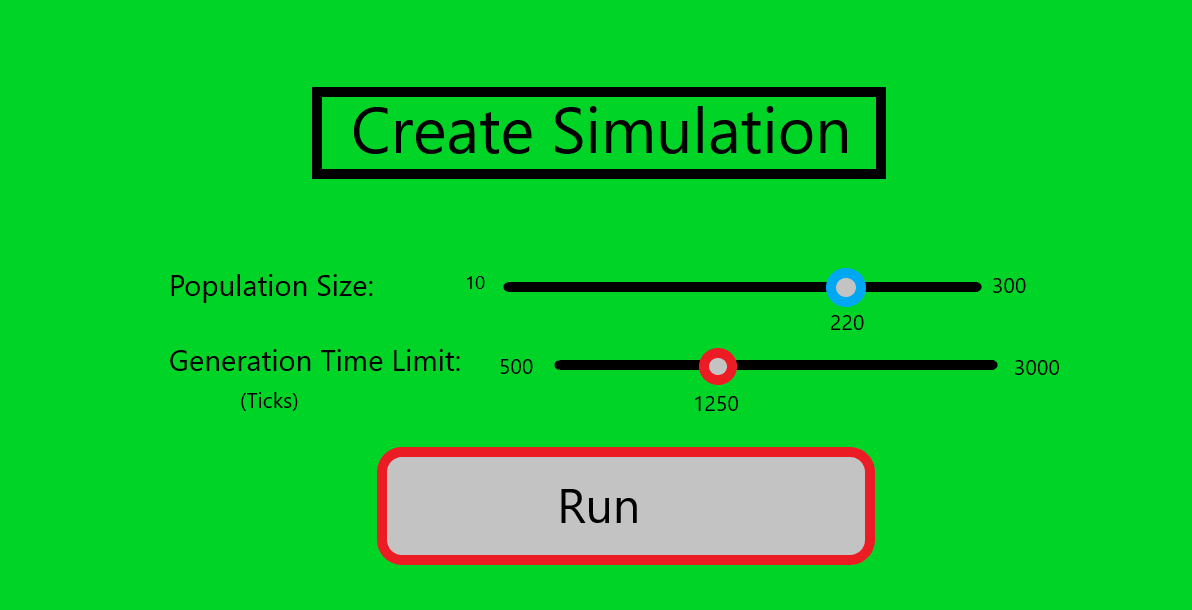 Create Simulation
Population Size: 10 300
220
Generation Time Limit: 500 3000
(Ticks) 1250
Run